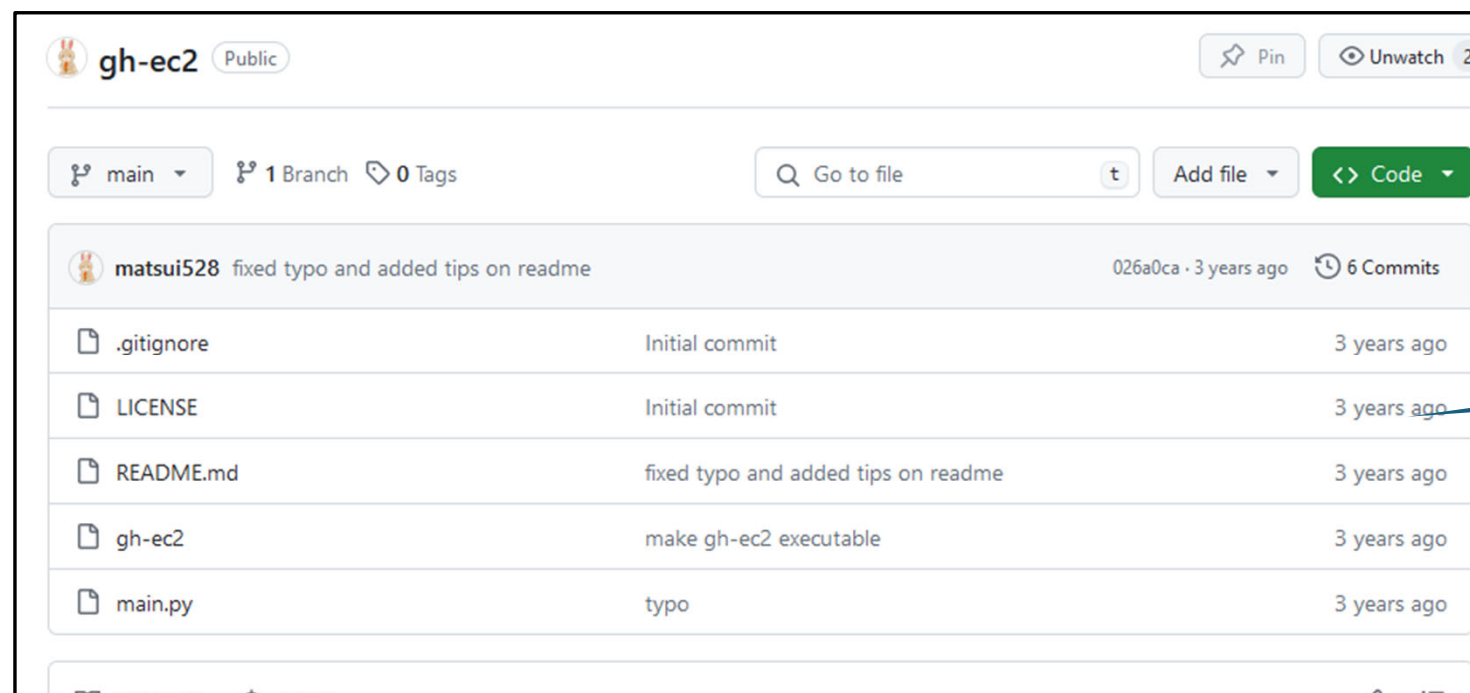 gh-ec2 Public Pin Unwatch 2
main 1 Branch 0 Tags Go to file t Add file Code
matsui528 fixed typo and added tips on readme 026a0ca · 3 years ago 6 Commits
.gitignore Initial commit 3 years ago
LICENSE Initial commit 3 years ago
README.md fixed typo and added tips on readme 3 years ago
gh-ec2 make gh-ec2 executable 3 years ago
main.py typo 3 years ago